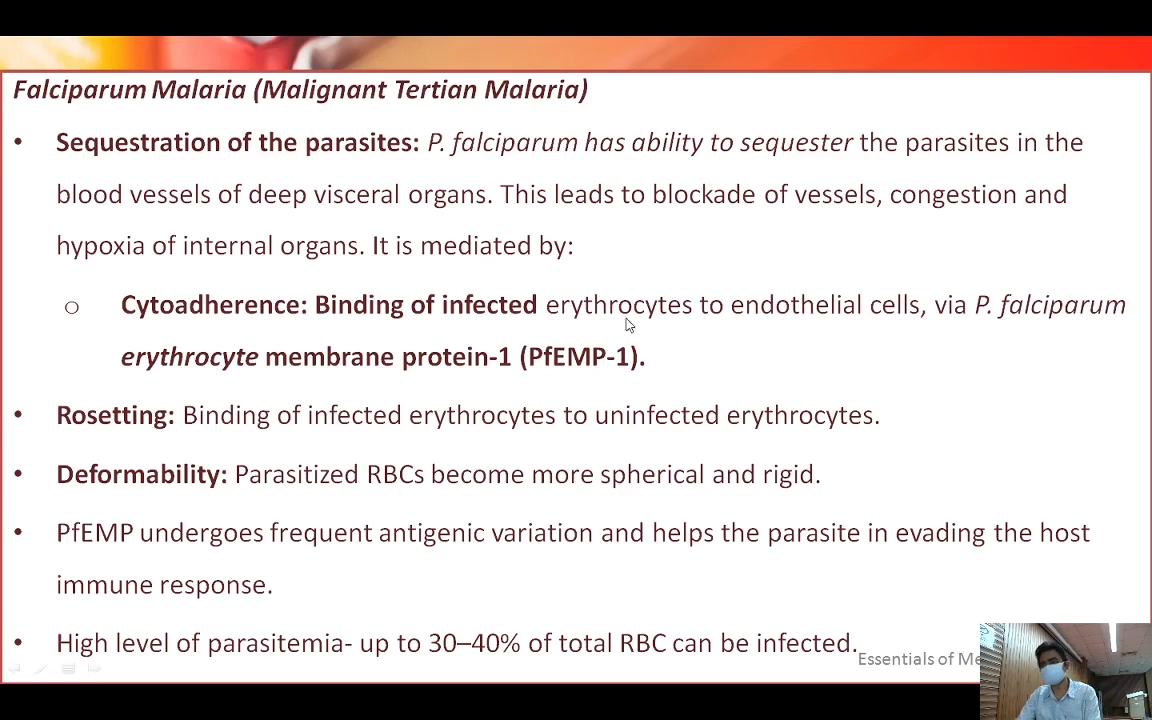 Falciparum Malaria (Malignant Tertian Malaria)
• Sequestration of the parasites: P. falciparum has ability to sequester the parasites in the
blood vessels of deep visceral organs. This leads to blockade of vessels, congestion and
hypoxia of internal organs. It is mediated by:
o Cytoadherence: Binding of infected erythrocytes to endothelial cells, via P. falciparum
erythrocyte membrane protein-1 (PfEMP-1).
• Rosetting: Binding of infected erythrocytes to uninfected erythrocytes.
• Deformability: Parasitized RBCs become more spherical and rigid.
• PfEMP undergoes frequent antigenic variation and helps the parasite in evading the host
immune response.
• High level of parasitemia- up to 30–40% of total RBC can be infected.
Essentials of Me